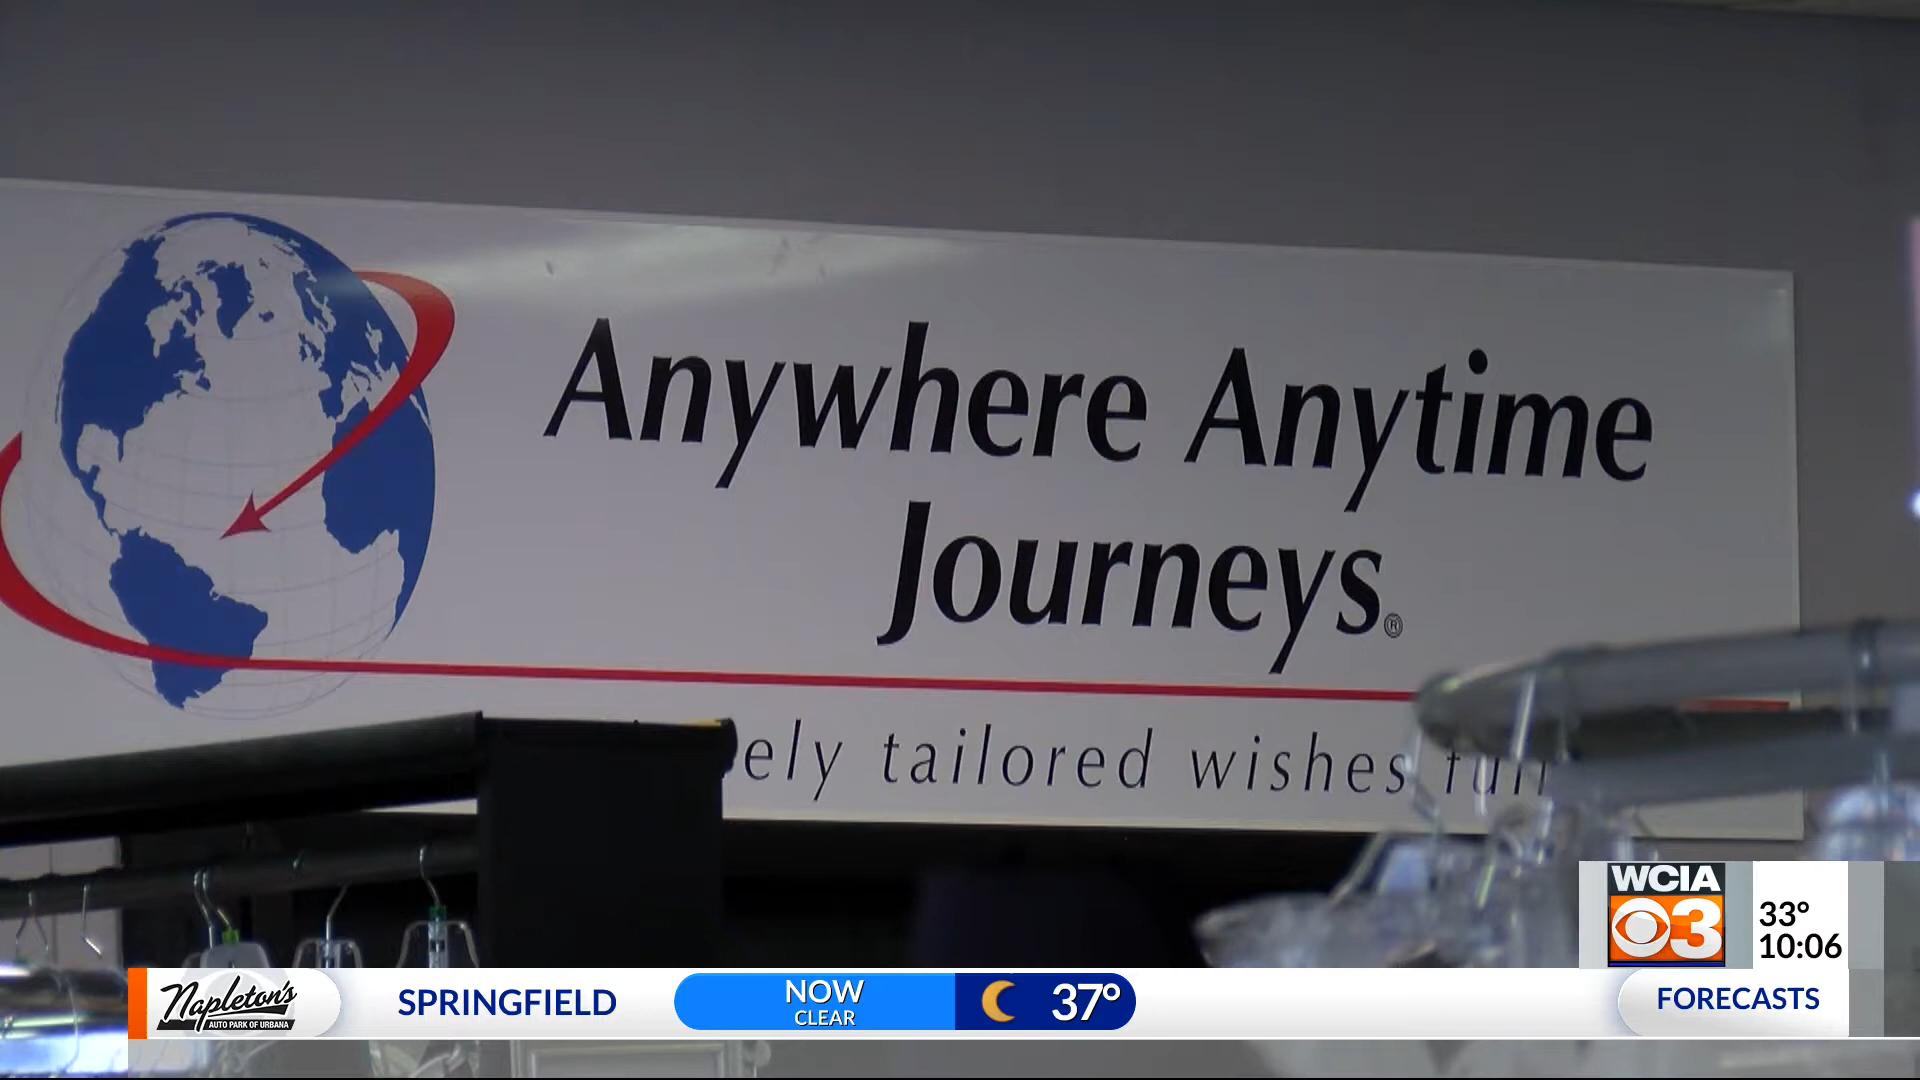 Anywhere Anytime
Journeys®
tailored wishes
WCIA
3
33°
10:06
Napleton's
AUTO PARK OF URBANA
SPRINGFIELD
NOW
CLEAR
37°
FORECASTS